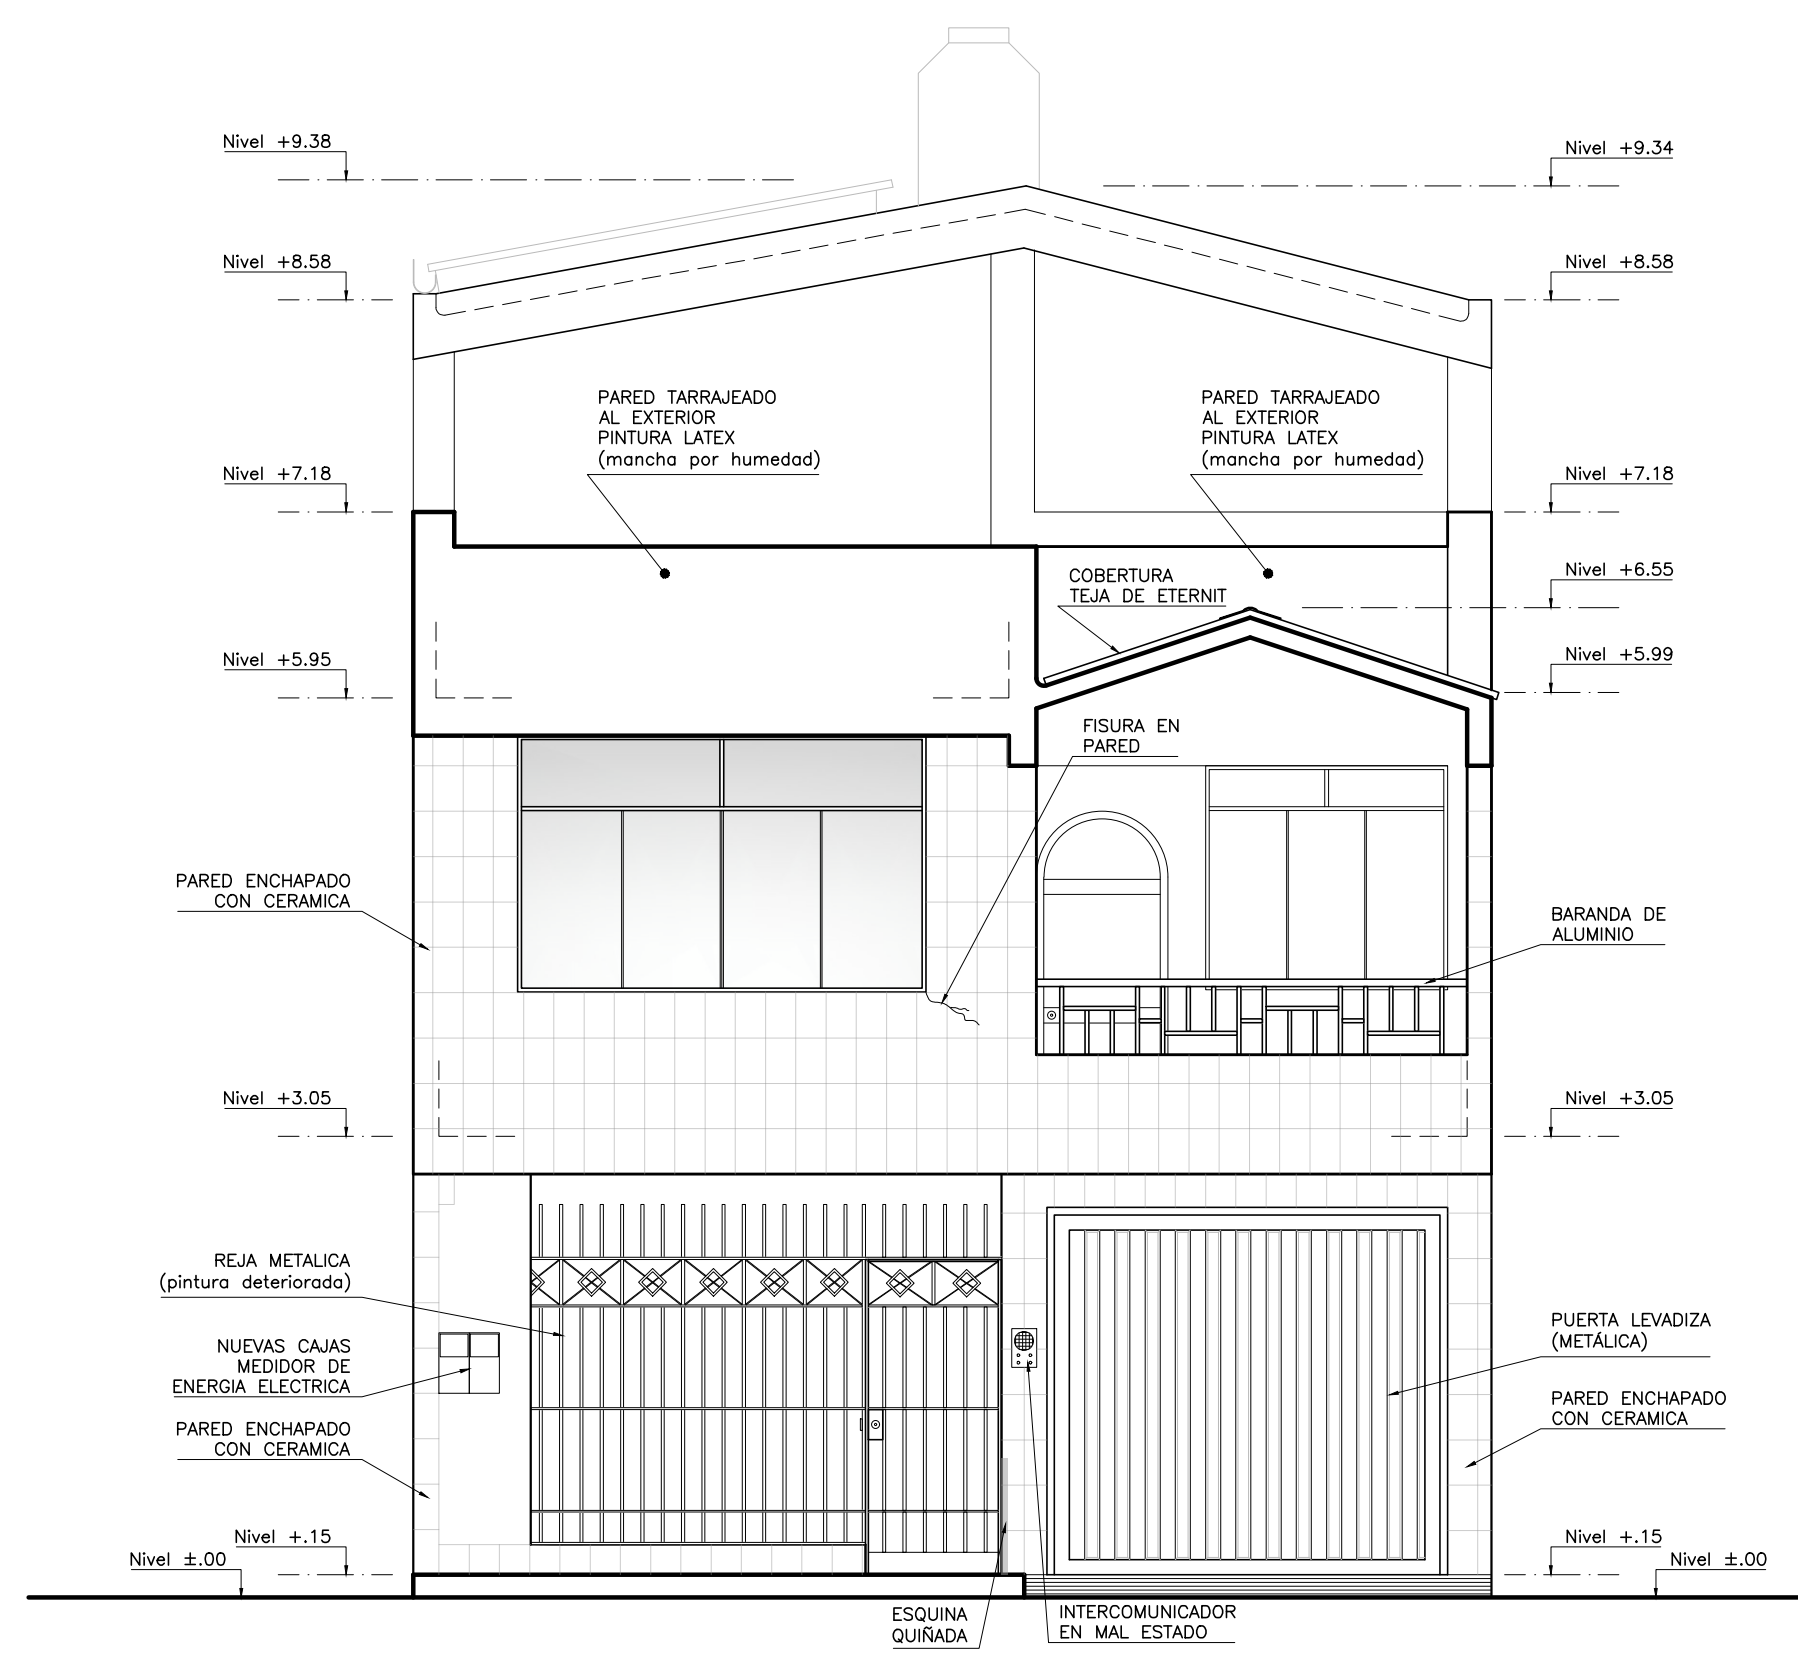 Nivel +9.38
Nivel +9.34
Nivel +8.58
Nivel +8.58
PARED TARRAJEADO
AL EXTERIOR
PINTURA LATEX
(mancha por humedad)
PARED TARRAJEADO
AL EXTERIOR
PINTURA LATEX
(mancha por humedad)
Nivel +7.18
Nivel +7.18
COBERTURA
TEJA DE ETERNIT
Nivel +6.55
Nivel +5.95
Nivel +5.99
FISURA EN
PARED
PARED ENCHAPADO
CON CERAMICA
BARANDA DE
ALUMINIO
Nivel +3.05
Nivel +3.05
REJA METALICA
(pintura deteriorada)
NUEVAS CAJAS
MEDIDOR DE
ENERGIA ELECTRICA
PUERTA LEVADIZA
(METÁLICA)
PARED ENCHAPADO
CON CERAMICA
PARED ENCHAPADO
CON CERAMICA
Nivel +.15
Nivel ±.00
Nivel +.15
Nivel ±.00
ESQUINA
QUIÑADA
INTERCOMUNICADOR
EN MAL ESTADO